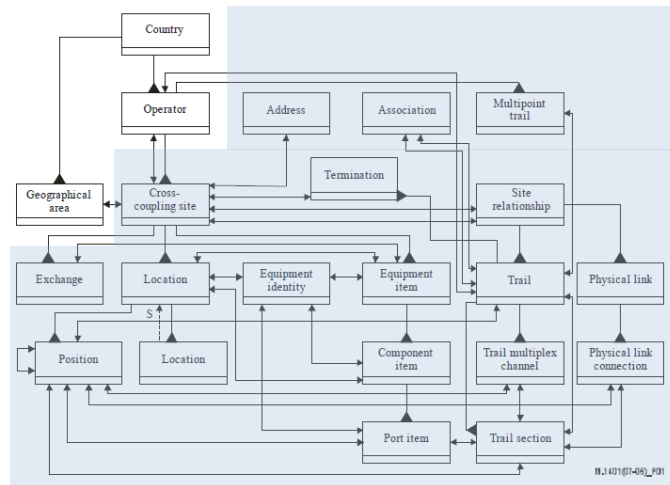 Country
Operator
Address
Association
Multipoint
trail
Geographical
area
Cross-
coupling site
Termination
Site
relationship
Exchange
Location
Equipment
identity
Equipment
item
Trail
Physical link
S
Position
Location
Component
item
Trail multiplex
channel
Physical link
connection
Port item
Trail section
M.1401(07-06)_F01